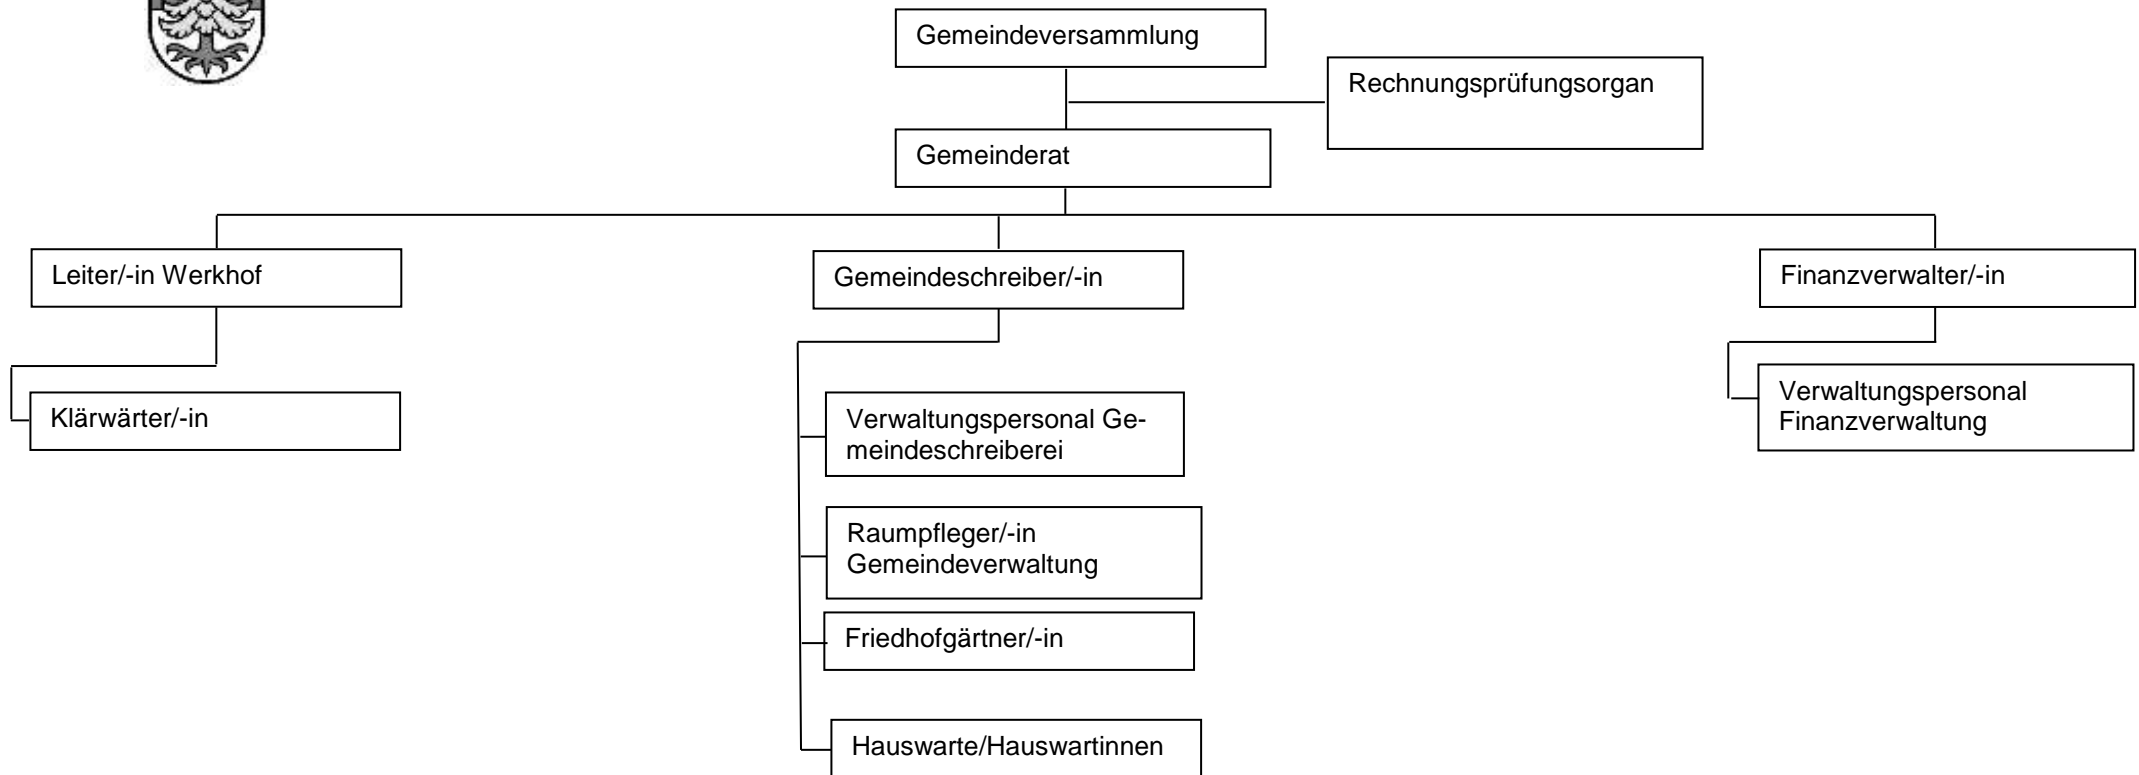 Gemeindeversammlung
Rechnungsprüfungsorgan
Gemeinderat
Leiter/-in Werkhof
Gemeindeschreiber/-in
Finanzverwalter/-in
Klärwärter/-in
Verwaltungspersonal Ge-
meindeschreiberei
Raumpfleger/-in
Gemeindeverwaltung
Friedhofgärtner/-in
Hauswarte/Hauswartinnen
Verwaltungspersonal
Finanzverwaltung